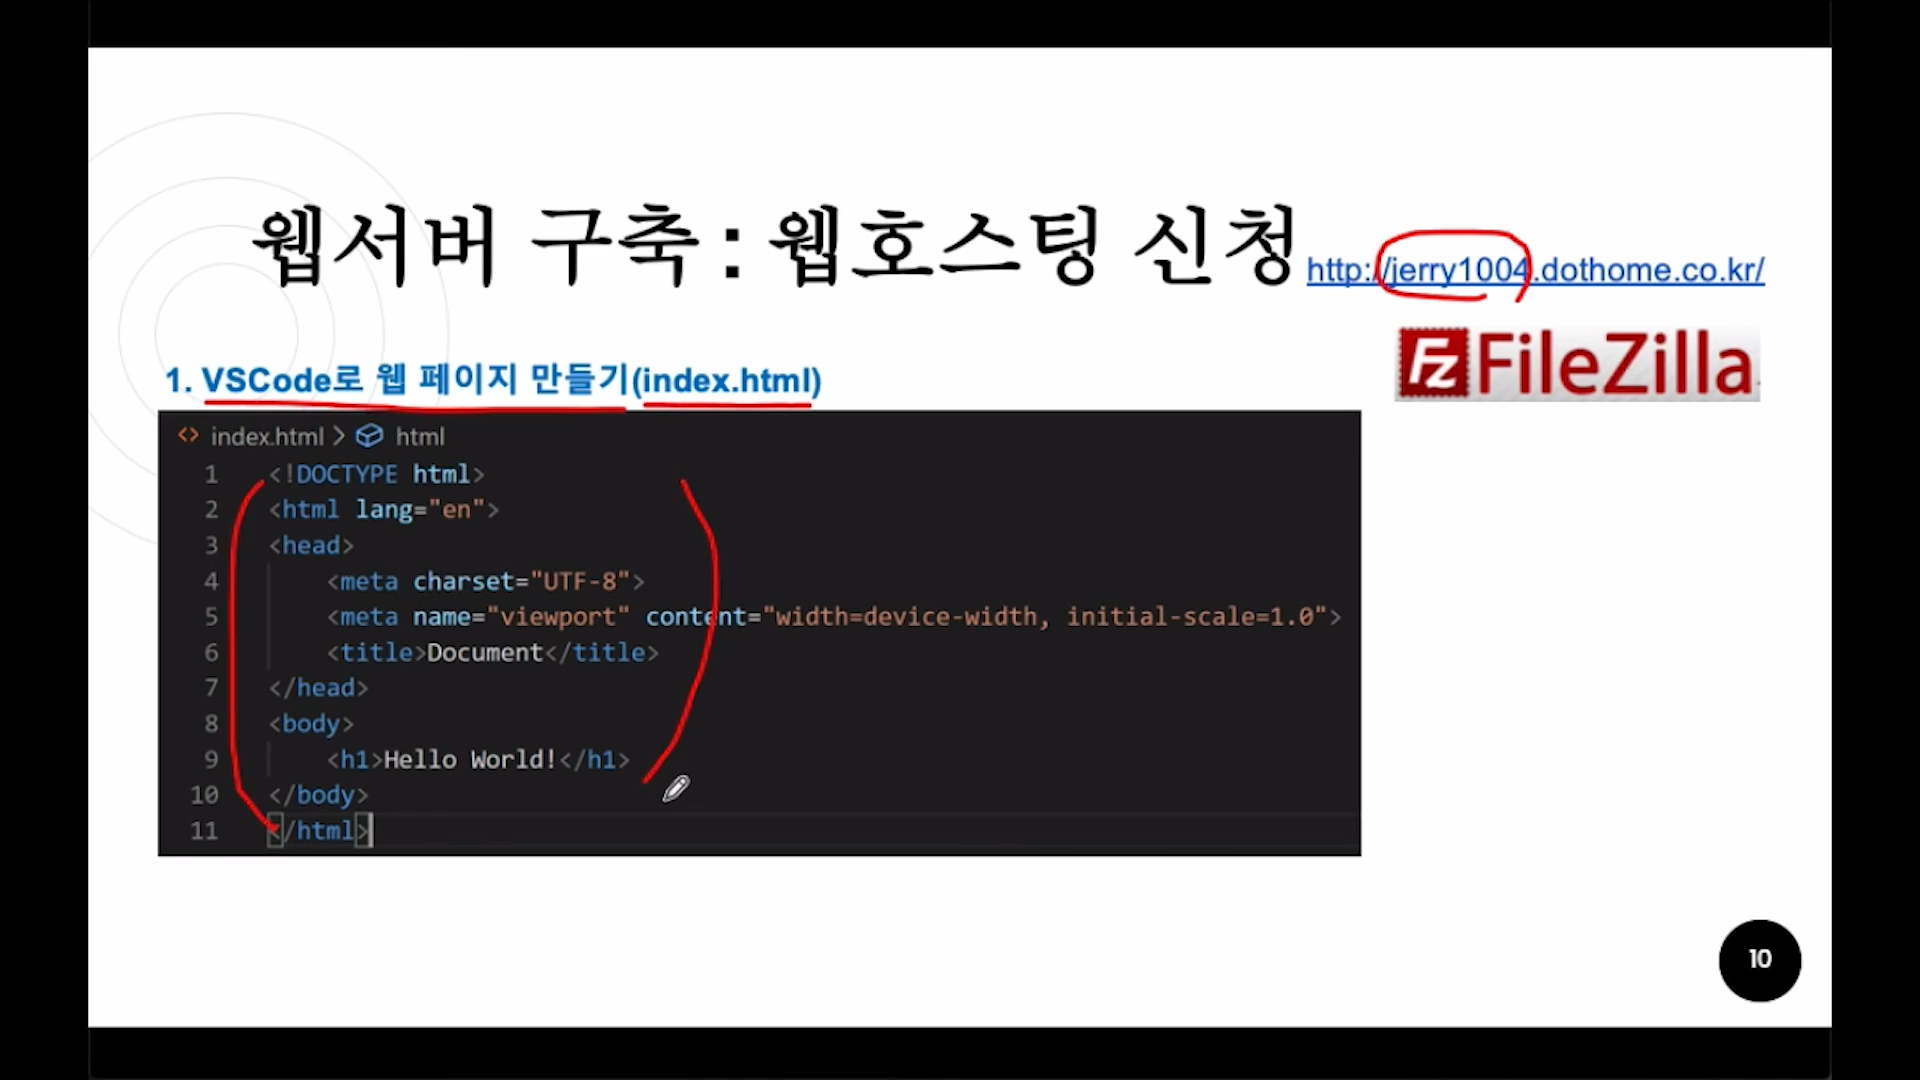 웹서버 구축 : 웹호스팅 신청
http://jerry1004.dothome.co.kr/
FileZilla
1. VSCode로 웹 페이지 만들기(index.html)
<> index.html > html
1 <!DOCTYPE html>
2 <html lang="en">
3 <head>
4 <meta charset="UTF-8">
5 <meta name="viewport" content="width=device-width, initial-scale=1.0">
6 <title>Document</title>
7 </head>
8 <body>
9 <h1>Hello World!</h1>
10 </body>
11 </html>
10